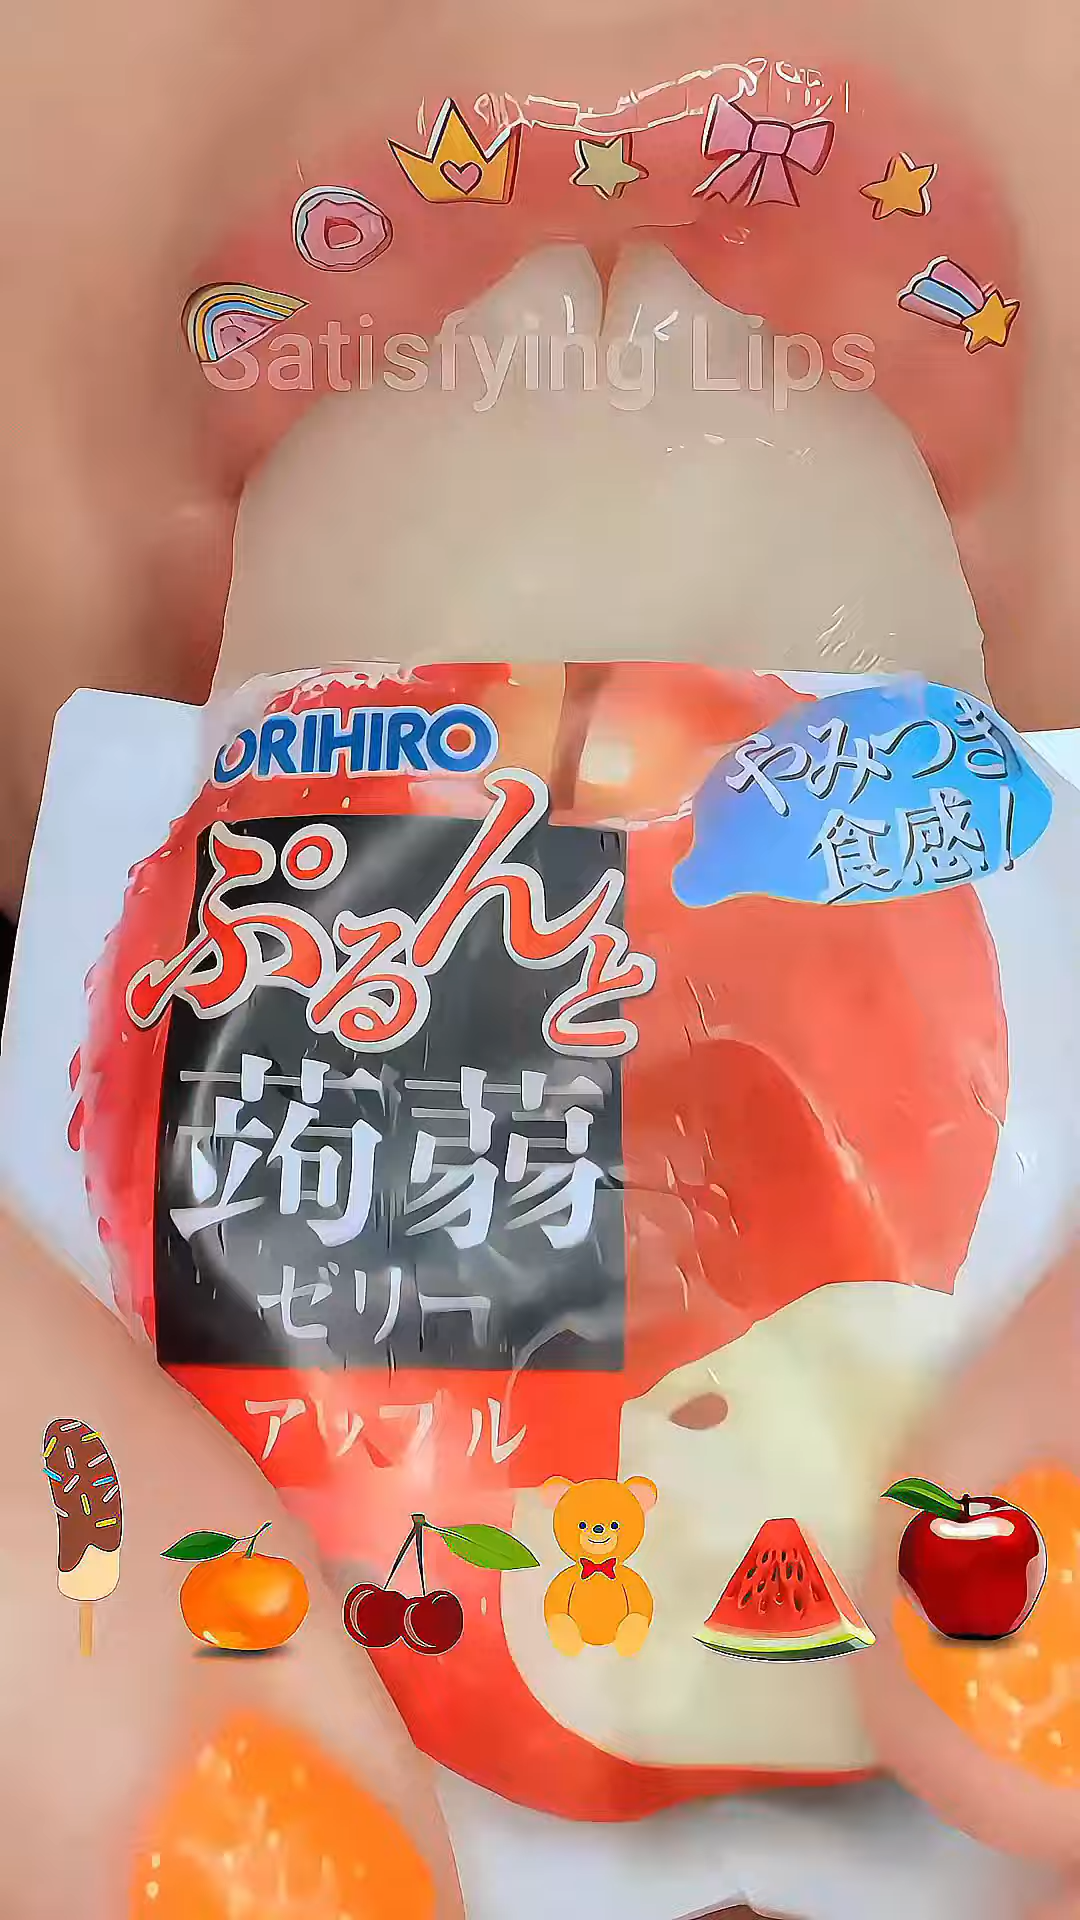 Satisfying Lips
ORIHIRO
やみつき
食感!
ぷるんと
蒟蒻
ゼリー
アップル